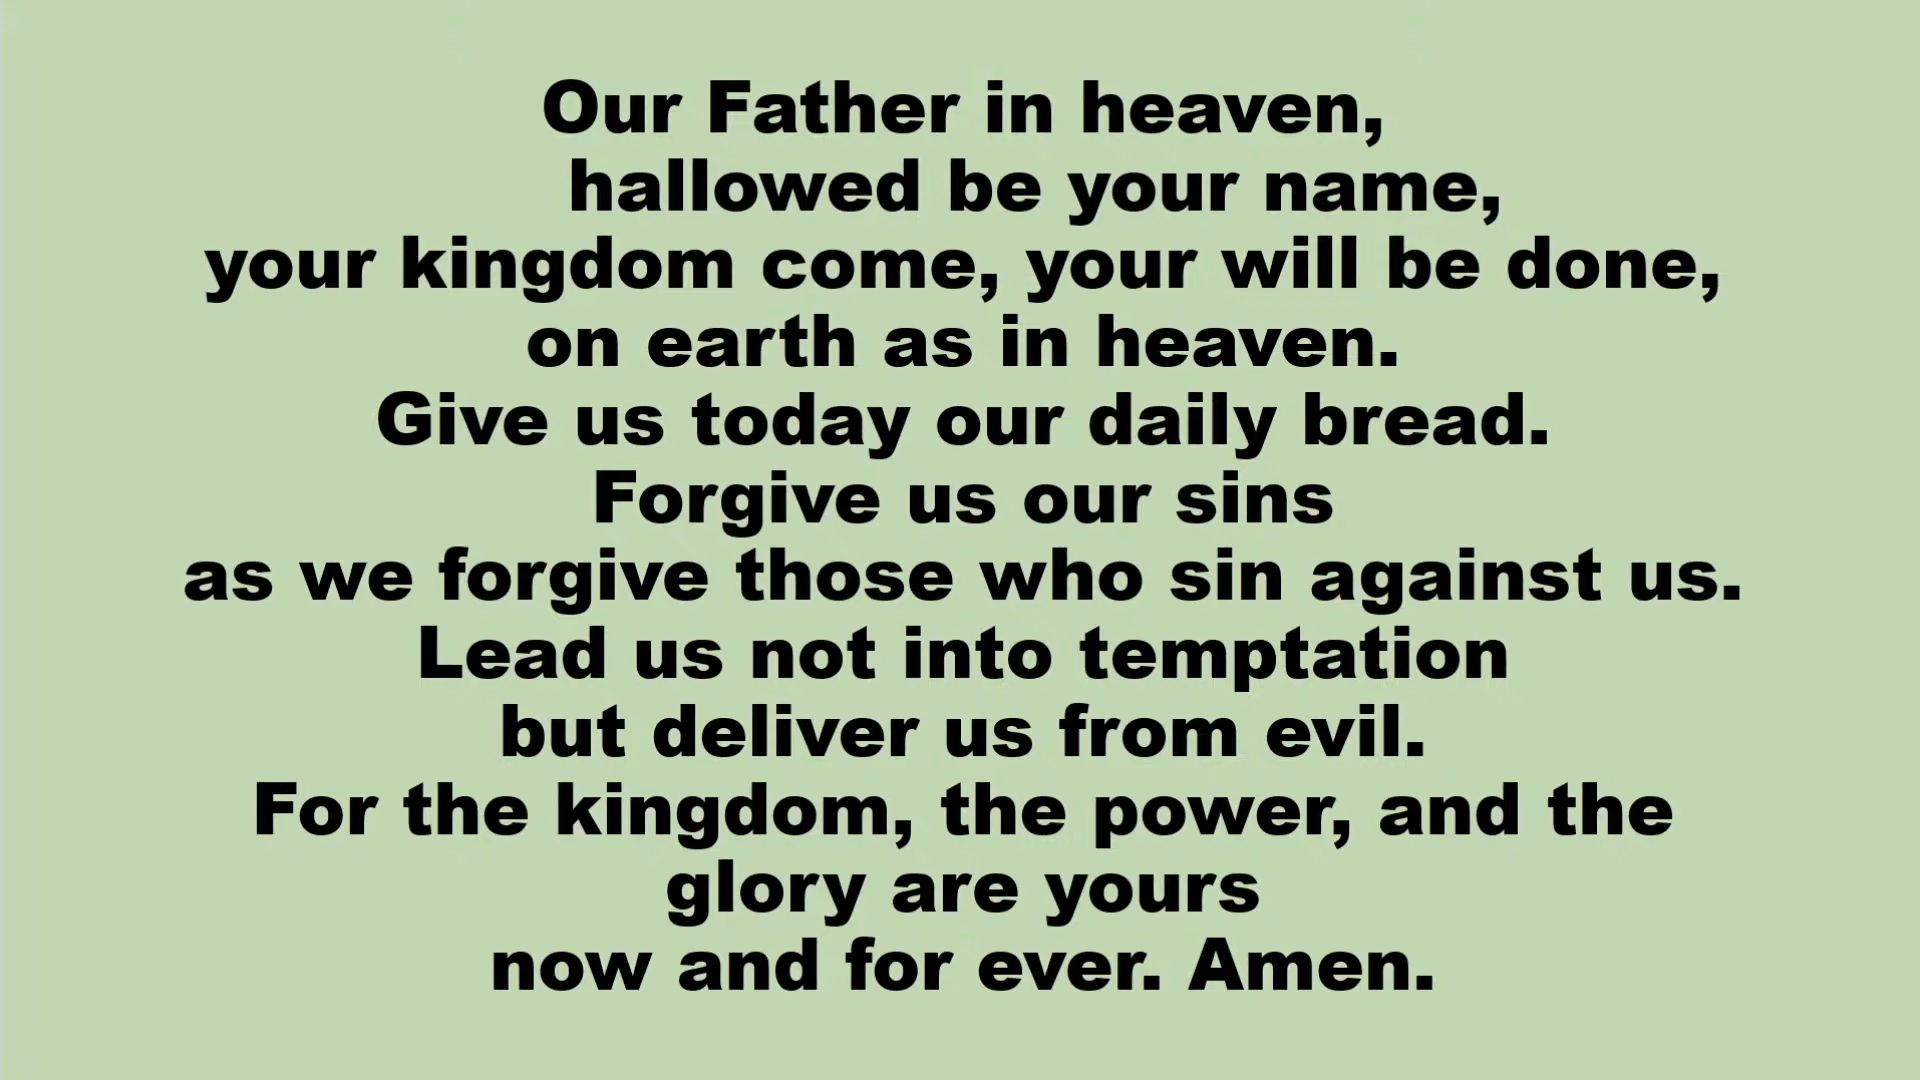 Our Father in heaven,
hallowed be your name,
your kingdom come, your will be done,
on earth as in heaven.
Give us today our daily bread.
Forgive us our sins
as we forgive those who sin against us.
Lead us not into temptation
but deliver us from evil.
For the kingdom, the power, and the
glory are yours
now and for ever. Amen.